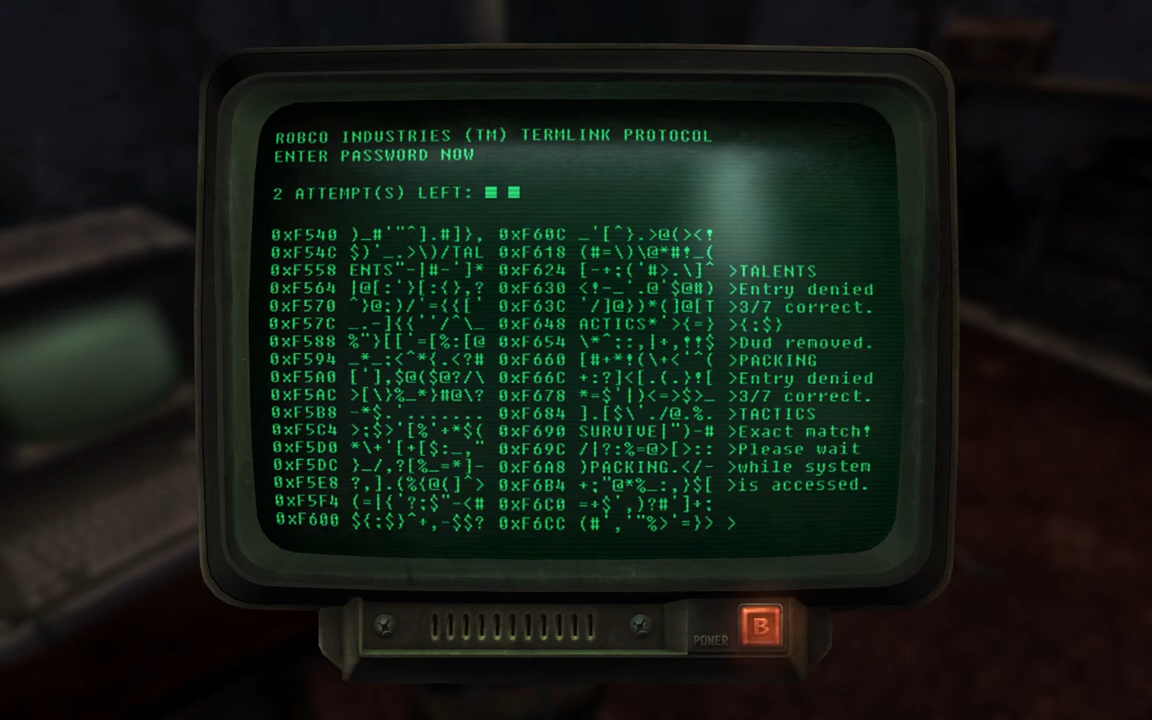 ROBCO INDUSTRIES (TM) TERMLINK PROTOCOL
ENTER PASSWORD NOW
2 ATTEMPT(S) LEFT:
0xF540 )_#'"^].#]}, 0xF60C _'[^}.>@(><!
0xF54C $)'_.>\)/TAL 0xF618 (#=\)\@*#!_(
0xF558 ENTS"-|#-']* 0xF624 [-+;('#>.\]^ >TALENTS
0xF564 |@[:'}[:{},? 0xF630 <!-_'.@'$@#) >Entry denied
0xF570 ^}@;)/'={{[' 0xF63C '/]@})*(]@[T >3/7 correct.
0xF57C _.-]{{''/^\_ 0xF648 ACTICS*'>{=} >{;$}
0xF588 %"}[['=[%:[@ 0xF654 \*^::,|+,!!$ >Dud removed.
0xF594 _*_:<^*{.<?# 0xF660 [#+*!(\+<'^( >PACKING
0xF5A0 ['],$@($@?/\ 0xF66C +:?]<[.(.}![ >Entry denied
0xF5AC >[\}%_*}#@\? 0xF678 *=$'|}<=>$>_ >3/7 correct.
0xF5B8 -*$.'....... 0xF684 ].[$\'./@.%. >TACTICS
0xF5C4 >;$>'[%'+*$( 0xF690 SURVIVE|")-# >Exact match!
0xF5D0 *\+'[+[$:_," 0xF69C /|?:%=@>[>:: >Please wait
0xF5DC }_/,?[%_=*]- 0xF6A8 )PACKING.</- >while system
0xF5E8 ?,].(%{@(]^> 0xF6B4 +;"@*%_:,}$[ >is accessed.
0xF5F4 (=|{'?;$"-<# 0xF6C0 =+$',)?#']+;
0xF600 ${;$}^+,-$$? 0xF6CC (#','"%>'=}> >
POWER B